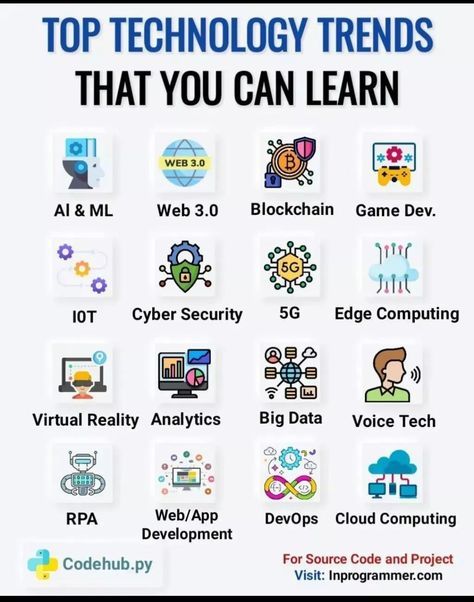 TOP TECHNOLOGY TRENDS
THAT YOU CAN LEARN
WEB 3.0
AI & ML
Web 3.0
Blockchain
Game Dev.
5G
I0T
Cyber Security
5G
Edge Computing
Virtual Reality
Analytics
Big Data
Voice Tech
RPA
Web/App
Development
DevOps
Cloud Computing
Codehub.py
For Source Code and Project
Visit: Inprogrammer.com